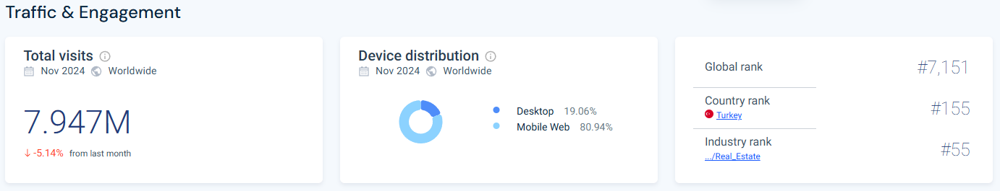 Traffic & Engagement
Total visits
Nov 2024 Worldwide
7.947M
-5.14% from last month
Device distribution
Nov 2024 Worldwide
Desktop 19.06%
Mobile Web 80.94%
Global rank #7,151
Country rank #155
Turkey
Industry rank #55
.../Real_Estate